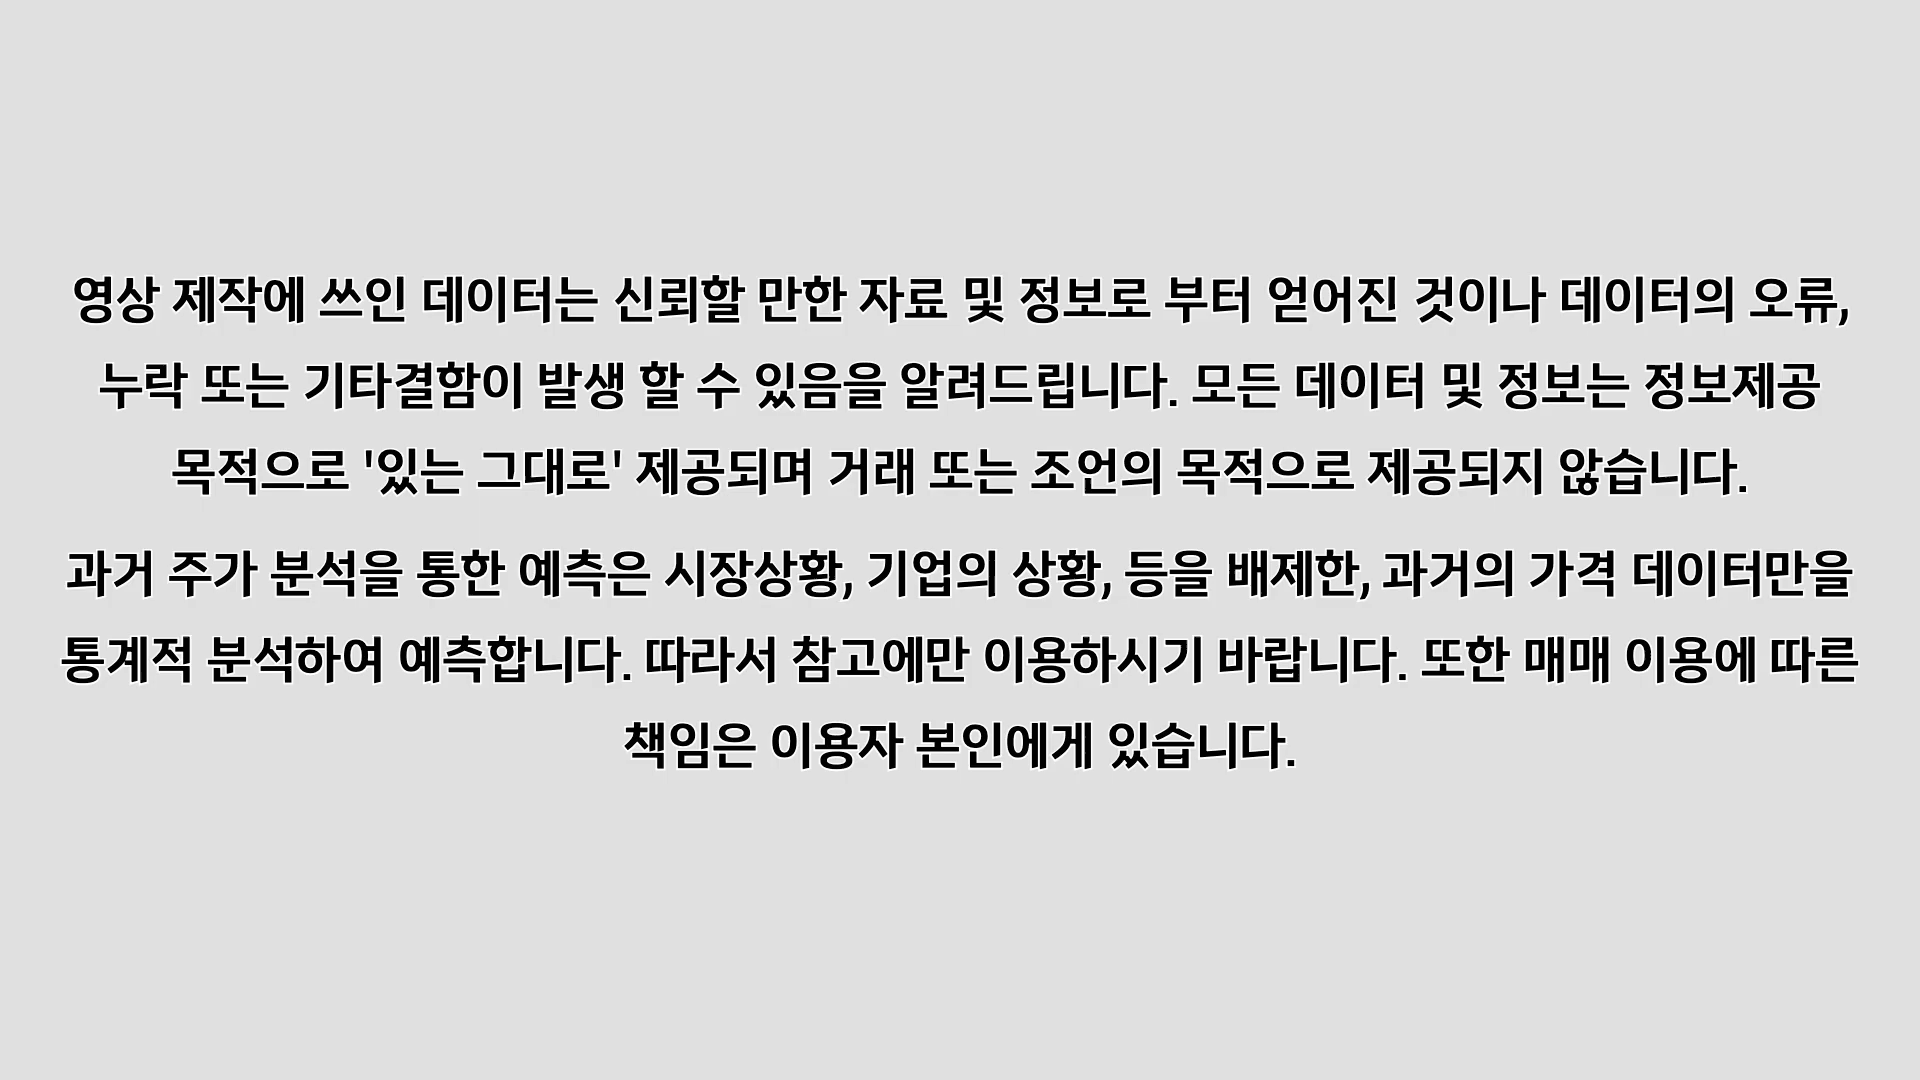 영상 제작에 쓰인 데이터는 신뢰할 만한 자료 및 정보로 부터 얻어진 것이나 데이터의 오류,
누락 또는 기타결함이 발생 할 수 있음을 알려드립니다. 모든 데이터 및 정보는 정보제공
목적으로 '있는 그대로' 제공되며 거래 또는 조언의 목적으로 제공되지 않습니다.
과거 주가 분석을 통한 예측은 시장상황, 기업의 상황, 등을 배제한, 과거의 가격 데이터만을
통계적 분석하여 예측합니다. 따라서 참고에만 이용하시기 바랍니다. 또한 매매 이용에 따른
책임은 이용자 본인에게 있습니다.